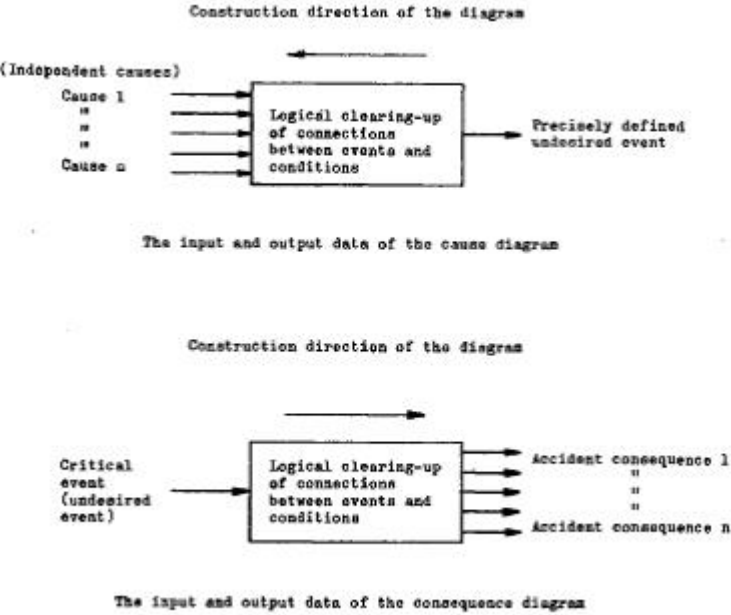 Construction direction of the diagram
(Independent causes)
Cause 1
"
"
"
Cause n
Logical clearing-up
of connections
between events and
conditions
Precisely defined
undesired event
The input and output data of the cause diagram
Construction direction of the diagram
Critical
event
(undesired
event)
Logical clearing-up
of connections
between events and
conditions
Accident consequence 1
"
"
"
Accident consequence n
The input and output data of the consequence diagram